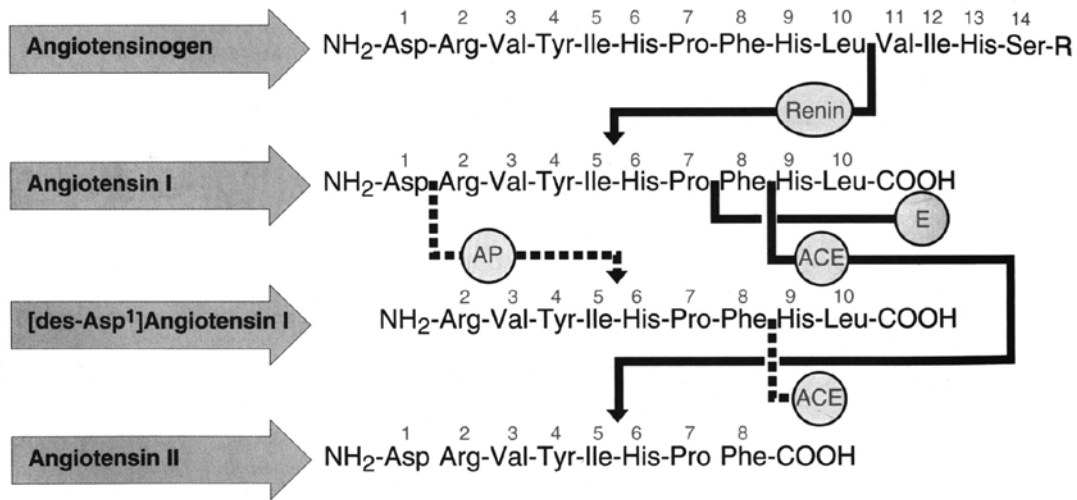 1 2 3 4 5 6 7 8 9 10 11 12 13 14
Angiotensinogen NH2-Asp-Arg-Val-Tyr-Ile-His-Pro-Phe-His-Leu Val-Ile-His-Ser-R
Renin
1 2 3 4 5 6 7 8 9 10
Angiotensin I NH2-Asp Arg-Val-Tyr-Ile-His-Pro Phe His-Leu-COOH
E
AP ACE
2 3 4 5 6 7 8 9 10
[des-Asp1]Angiotensin I NH2-Arg-Val-Tyr-Ile-His-Pro-Phe His-Leu-COOH
ACE
1 2 3 4 5 6 7 8
Angiotensin II NH2-Asp Arg-Val-Tyr-Ile-His-Pro Phe-COOH